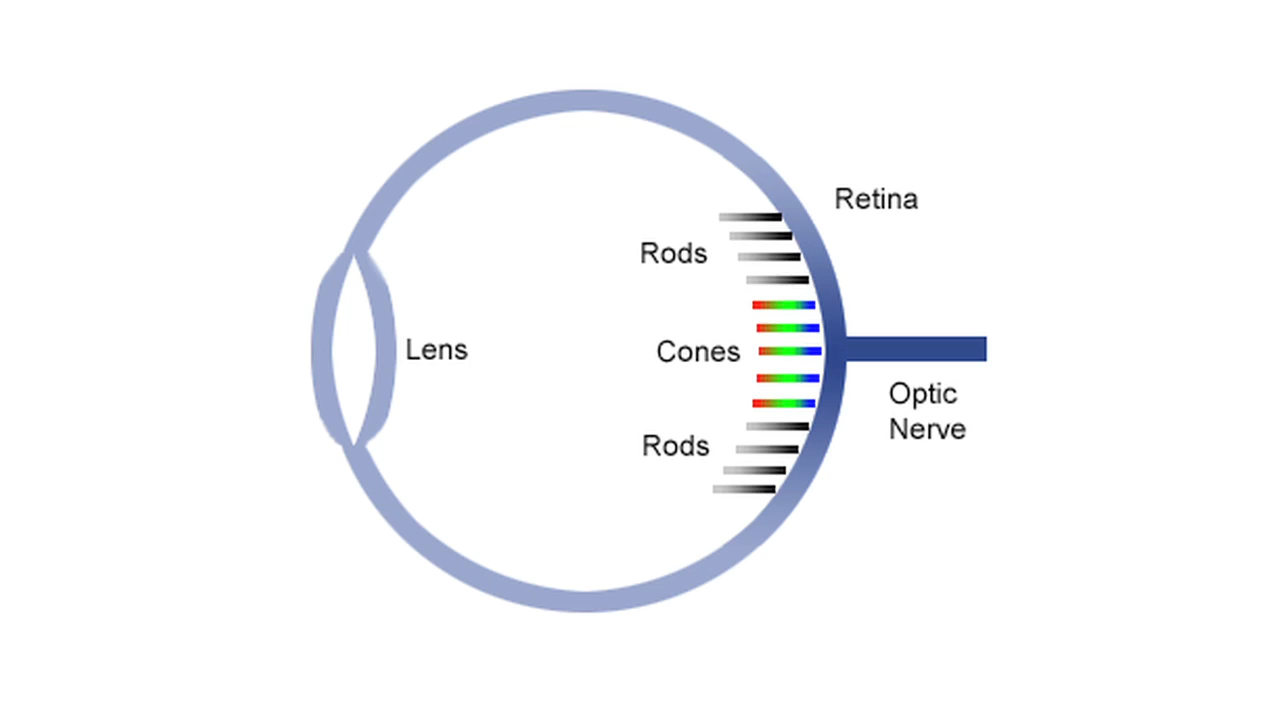 Retina
Rods
Lens
Cones
Optic
Nerve
Rods